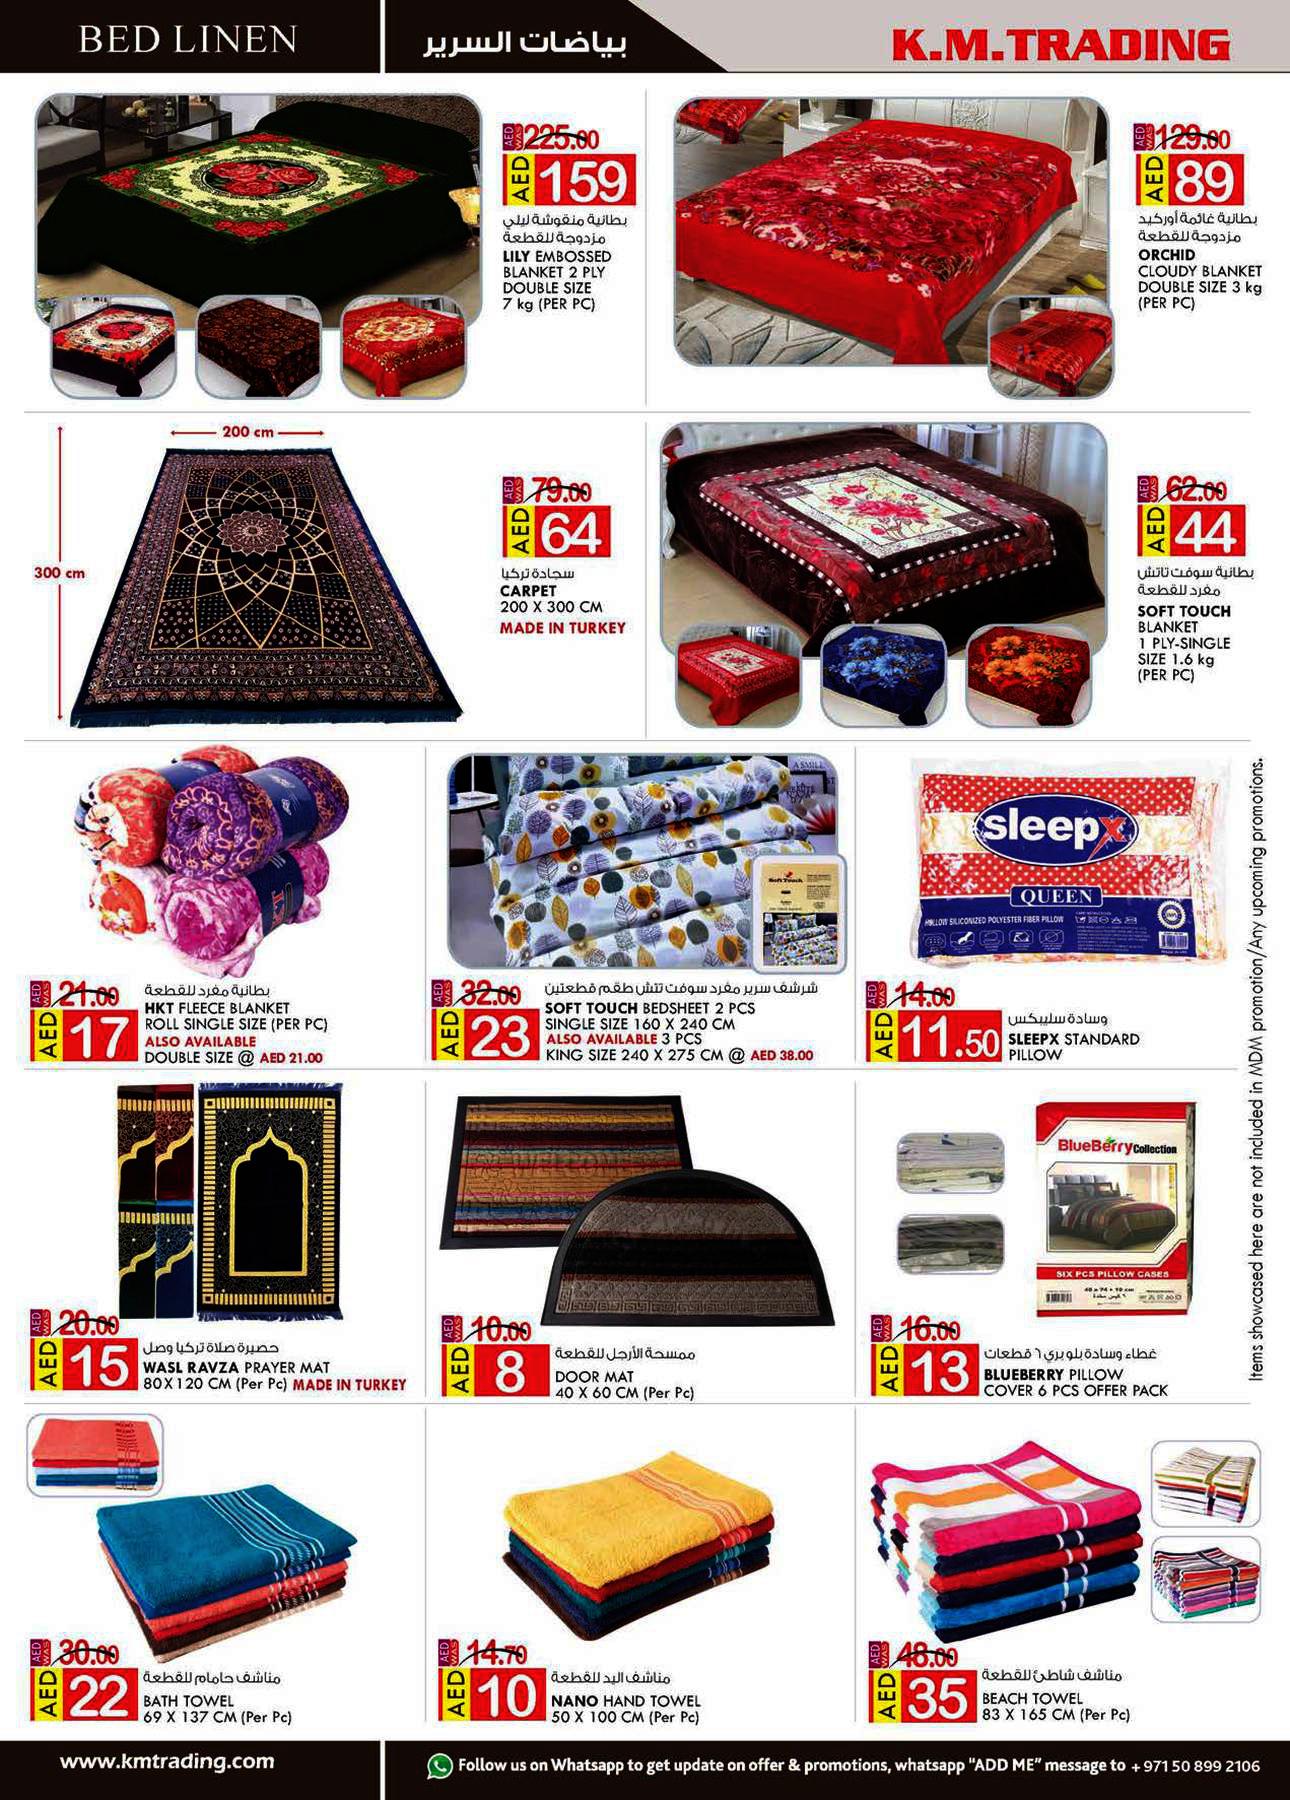 BED LINEN
بياضات السرير
K.M.TRADING
AED WAS 225.00
AED 159
بطانية منقوشة ليلي
مزدوجة للقطعة
LILY EMBOSSED
BLANKET 2 PLY
DOUBLE SIZE
7 kg (PER PC)
AED WAS 129.00
AED 89
بطانية غائمة أوركيد
مزدوجة للقطعة
ORCHID
CLOUDY BLANKET
DOUBLE SIZE 3 kg
(PER PC)
200 cm
300 cm
AED WAS 79.00
AED 64
سجادة تركيا
CARPET
200 X 300 CM
MADE IN TURKEY
AED WAS 62.00
AED 44
بطانية سوفت تاتش
مفرد للقطعة
SOFT TOUCH
BLANKET
1 PLY-SINGLE
SIZE 1.6 kg
(PER PC)
AED WAS 21.00
AED 17
بطانية مفرد للقطعة
HKT FLEECE BLANKET
ROLL SINGLE SIZE (PER PC)
ALSO AVAILABLE
DOUBLE SIZE @ AED 21.00
Soft Touch
AED WAS 32.00
AED 23
شرشف سرير مفرد سوفت تتش طقم قطعتين
SOFT TOUCH BEDSHEET 2 PCS
SINGLE SIZE 160 X 240 CM
ALSO AVAILABLE 3 PCS
KING SIZE 240 X 275 CM @ AED 38.00
sleepx
QUEEN
HOLLOW SILICONIZED POLYESTER FIBER PILLOW
AED WAS 14.00
AED 11.50
وسادة سليبكس
SLEEPX STANDARD
PILLOW
Items showcased here are not included in MDM promotion/Any upcoming promotions.
AED WAS 20.00
AED 15
حصيرة صلاة تركيا وصل
WASL RAVZA PRAYER MAT
80X120 CM (Per Pc) MADE IN TURKEY
WELCOME
AED WAS 10.00
AED 8
ممسحة الأرجل للقطعة
DOOR MAT
40 X 60 CM (Per Pc)
BlueBerry Collection
SIX PCS PILLOW CASES
AED WAS 16.00
AED 13
غطاء وسادة بلوبري ٦ قطعات
BLUEBERRY PILLOW
COVER 6 PCS OFFER PACK
AED WAS 30.00
AED 22
مناشف حامام للقطعة
BATH TOWEL
69 X 137 CM (Per Pc)
AED WAS 14.70
AED 10
مناشف اليد للقطعة
NANO HAND TOWEL
50 X 100 CM (Per Pc)
AED WAS 48.00
AED 35
مناشف شاطئ للقطعة
BEACH TOWEL
83 X 165 CM (Per Pc)
www.kmtrading.com
Follow us on Whatsapp to get update on offer & promotions, whatsapp "ADD ME" message to +971 50 899 2106